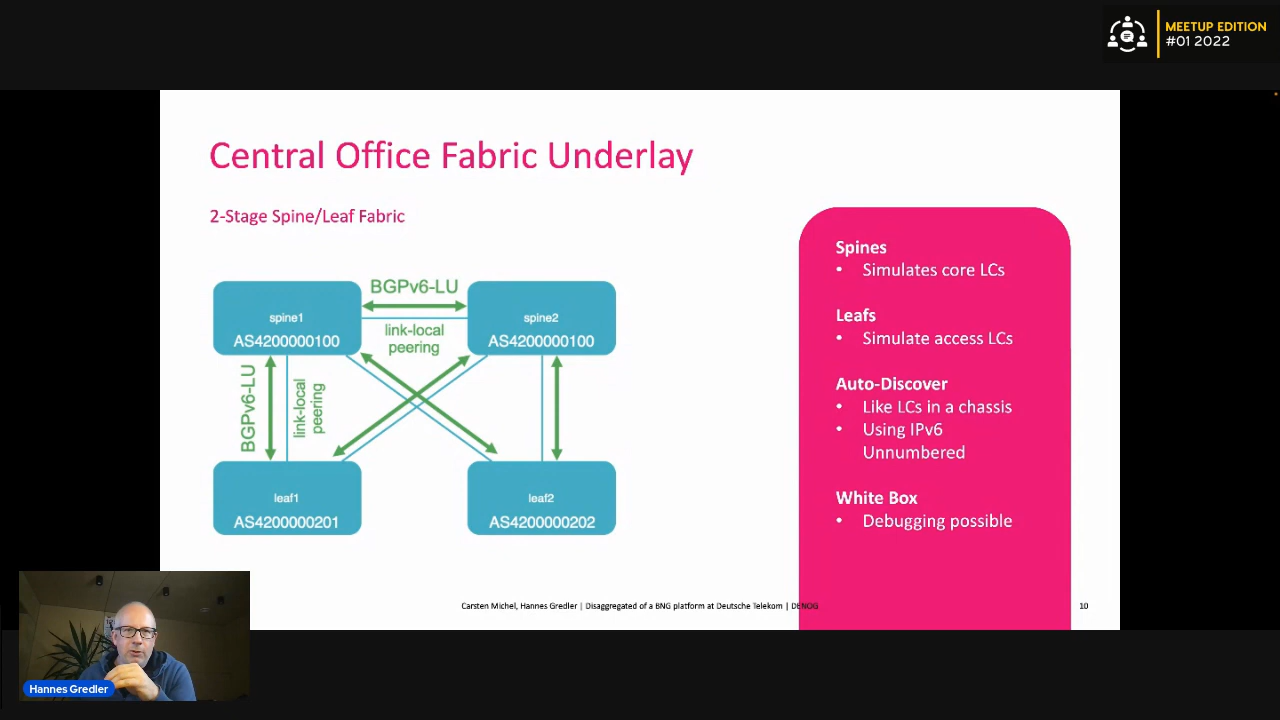 MEETUP EDITION
#01 2022
Central Office Fabric Underlay
2-Stage Spine/Leaf Fabric
BGPv6-LU
spine1
AS4200000100
link-local
peering
spine2
AS4200000100
BGPv6-LU
link-local
peering
leaf1
AS4200000201
leaf2
AS4200000202
Spines
• Simulates core LCs
Leafs
• Simulate access LCs
Auto-Discover
• Like LCs in a chassis
• Using IPv6
Unnumbered
White Box
• Debugging possible
Carsten Michel, Hannes Gredler | Disaggregated of a BNG platform at Deutsche Telekom | DENOG
10
Hannes Gredler